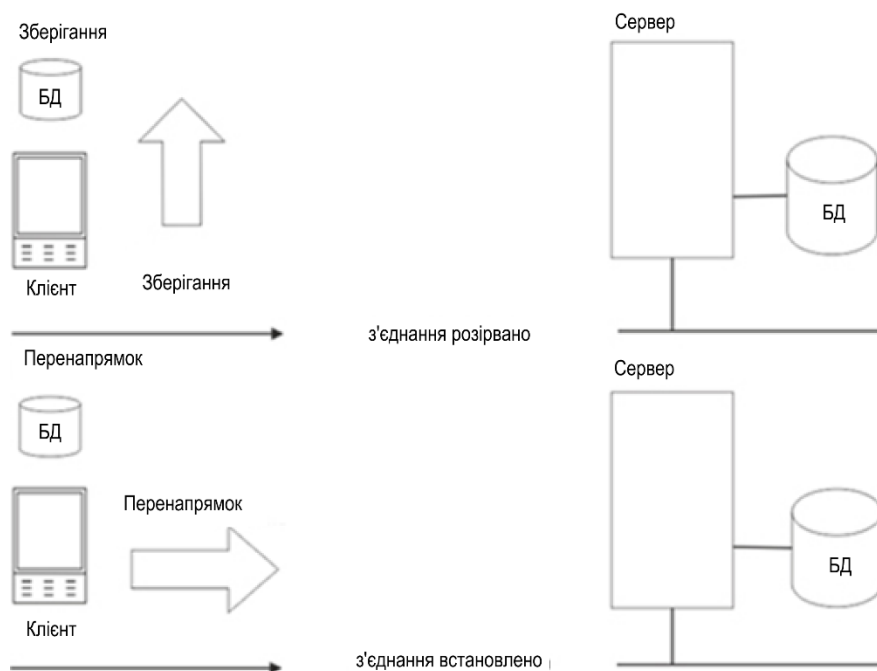 Зберігання
Сервер
БД
БД
Клієнт
Зберігання
з'єднання розірвано
Перенапрямок
Сервер
БД
Перенапрямок
БД
Клієнт
з'єднання встановлено